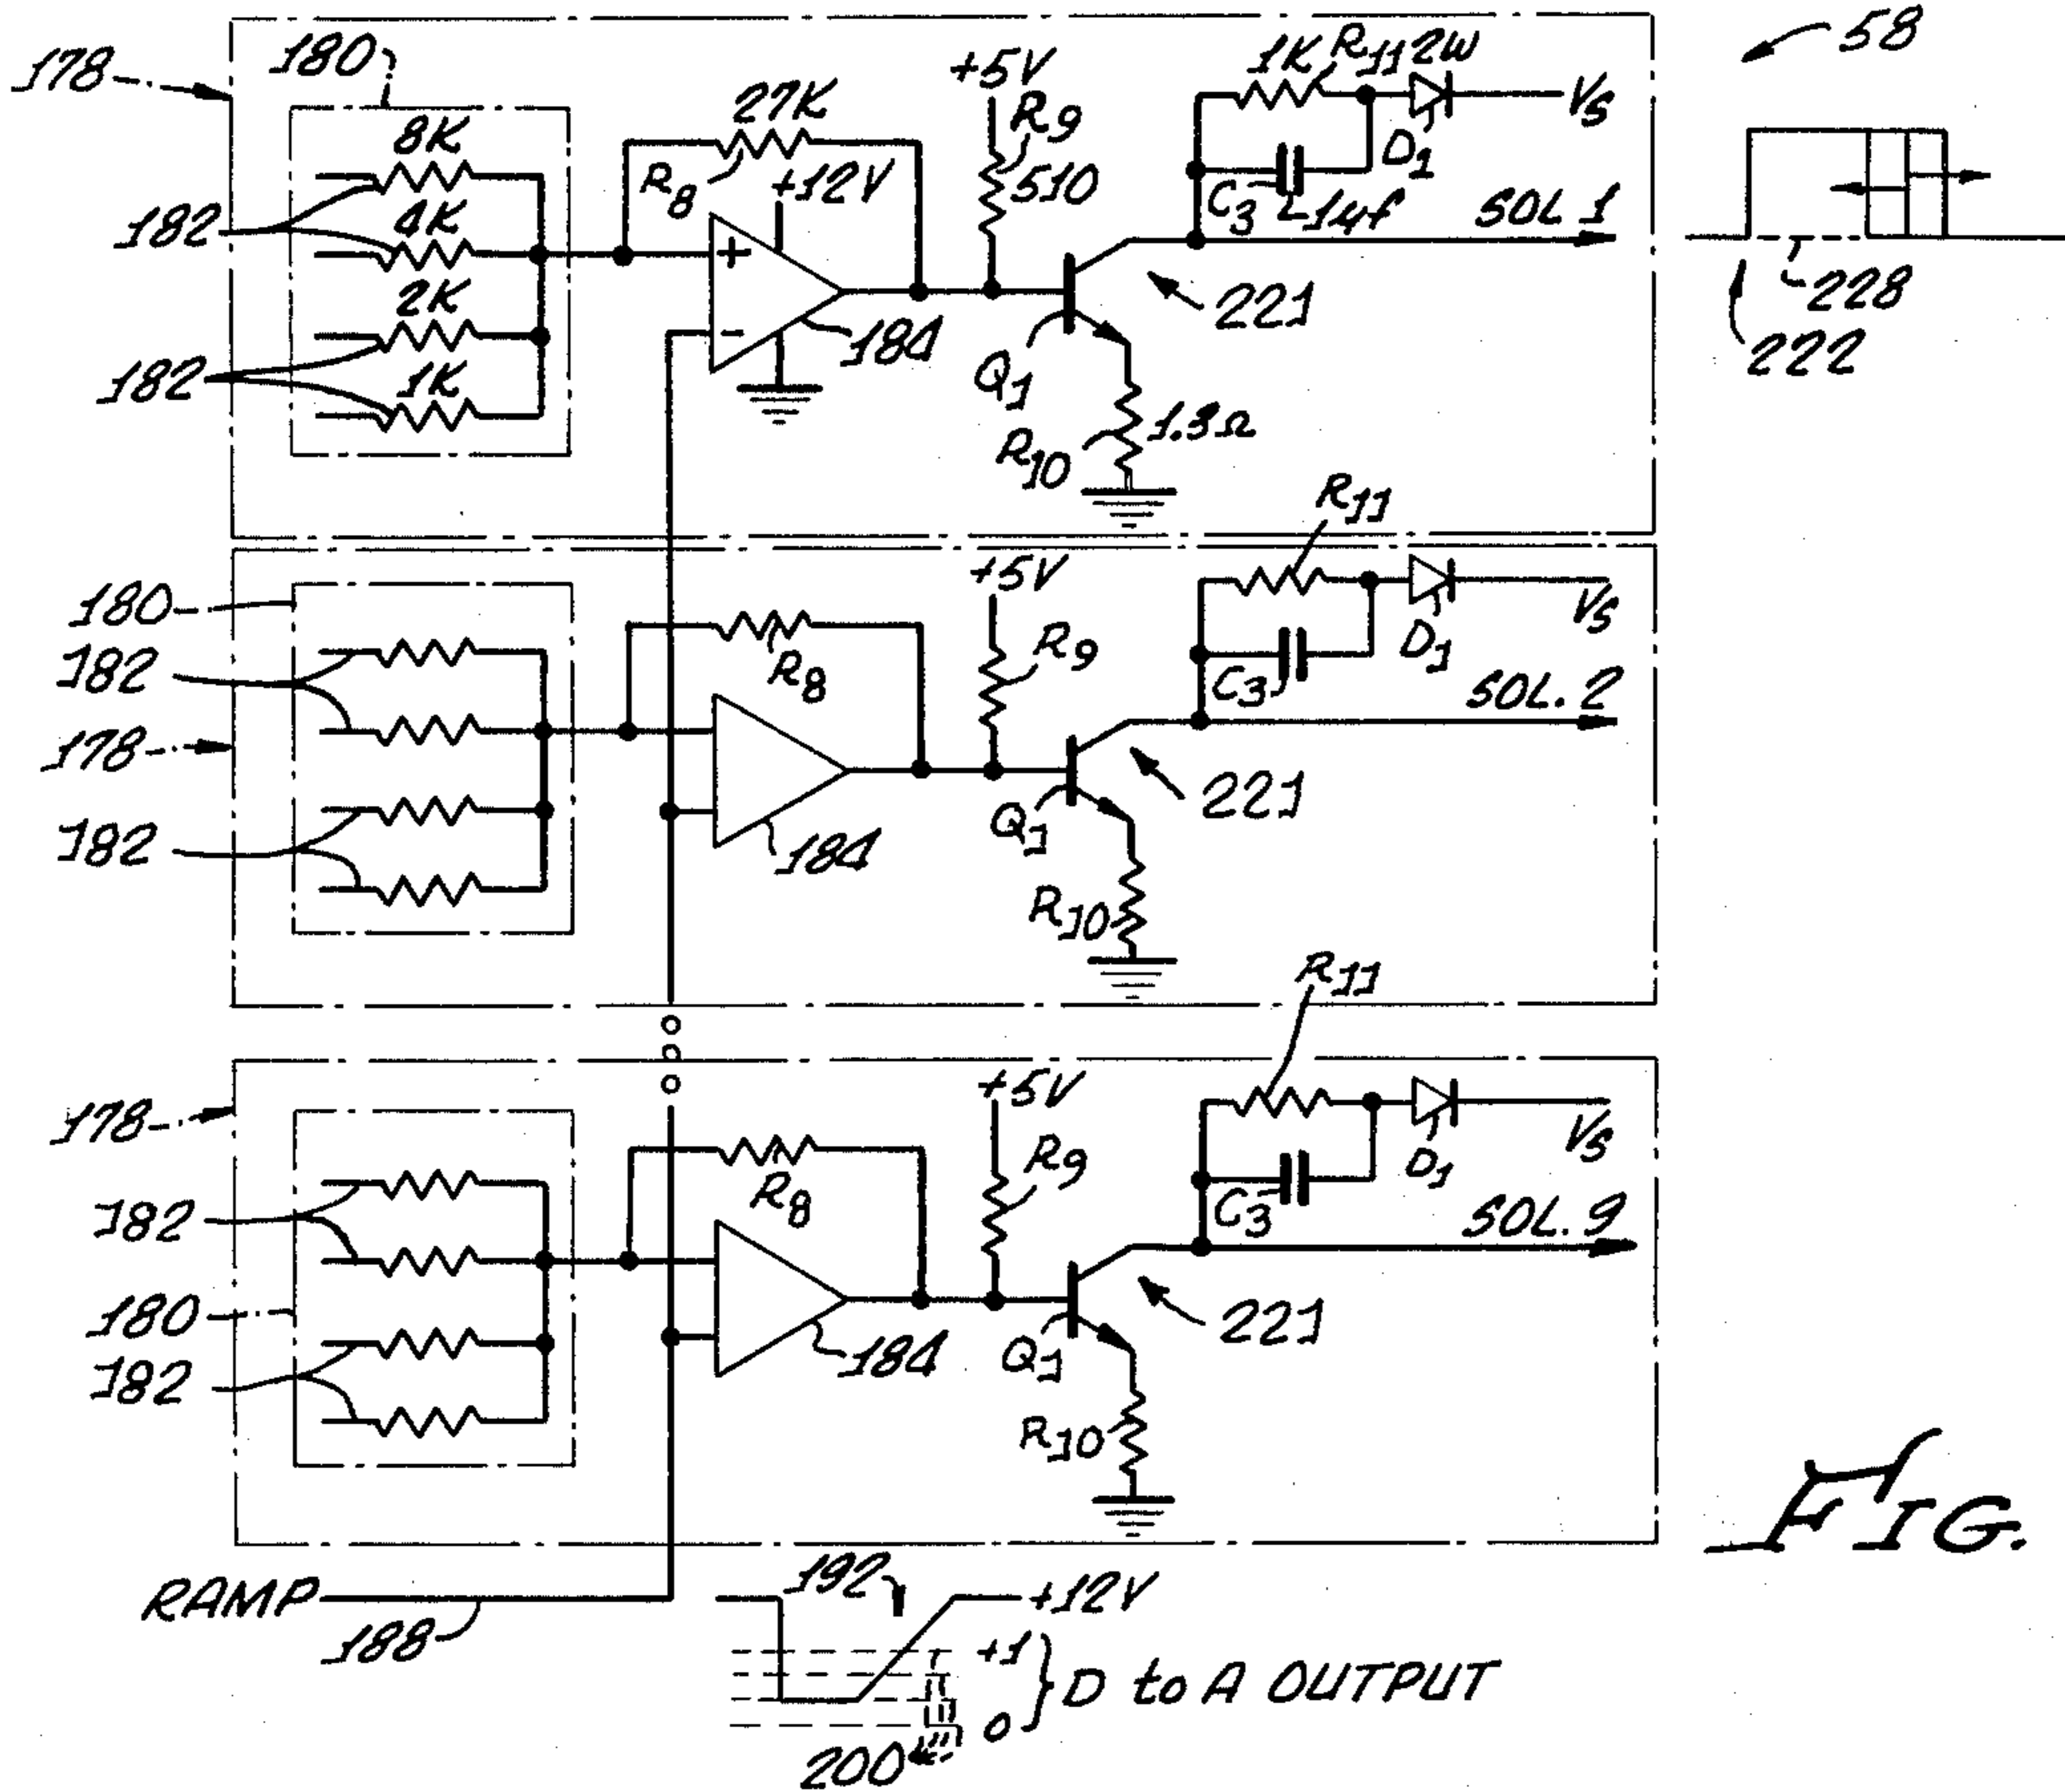 58
178
180
8K
4K
2K
1K
182
182
27K
R8
+12V
+
-
184
+5V
R9
510
Q1
R10
1.3Ω
221
1K
R11
2W
C3
.1µf
D1
VS
SOL. 1
222
228
180
182
178
182
R8
184
+5V
R9
Q1
R10
221
R11
C3
D1
VS
SOL. 2
178
182
180
182
R8
184
+5V
R9
Q1
R10
221
R11
C3
D1
VS
SOL. 9
RAMP
188
192
+12V
+1
0
D to A OUTPUT
200
FIG.